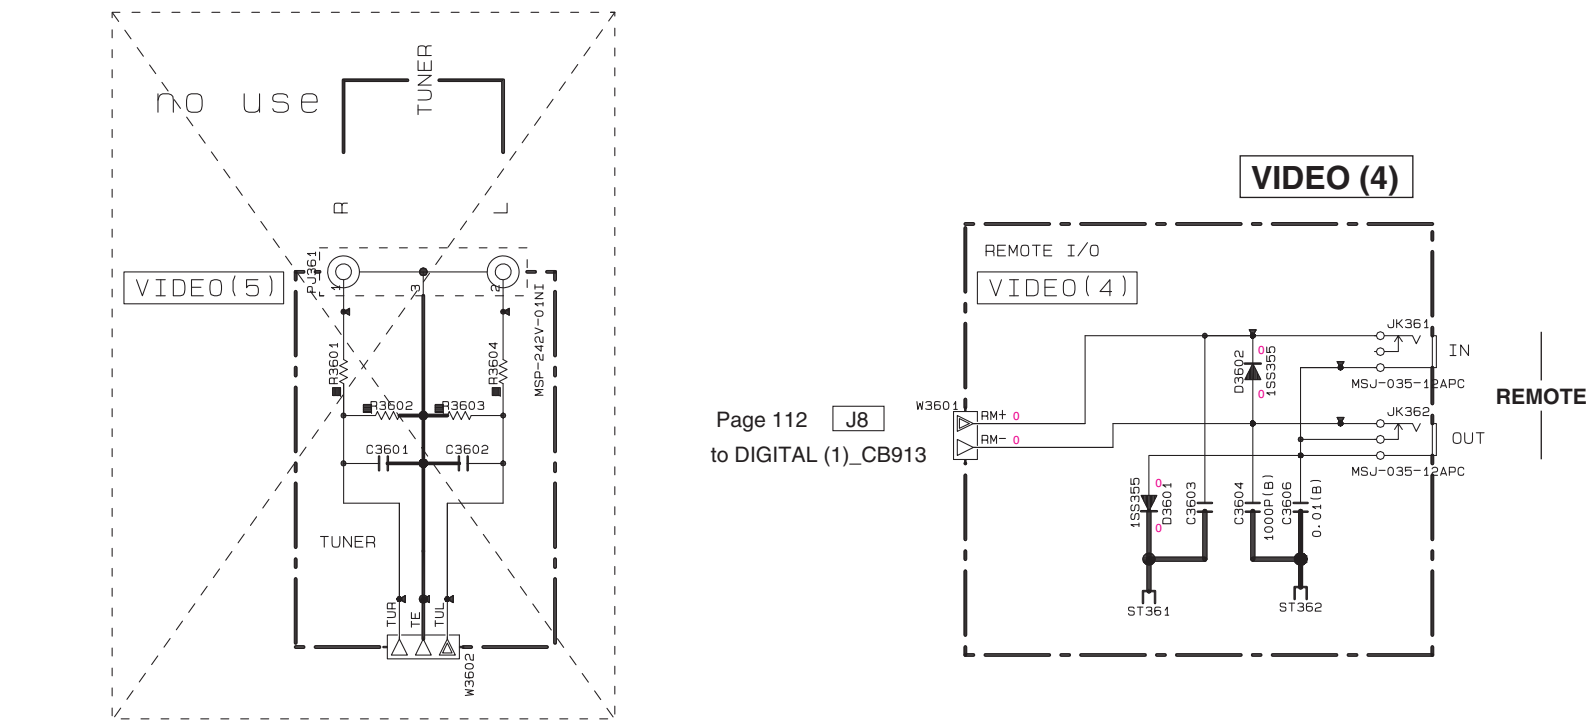 no use
TUNER
R
L
VIDEO(5)
PJ361
1
3
2
MSP-242V-01NI
R3601
R3604
R3602
R3603
C3601
C3602
TUNER
TUR
TE
TUL
W3602
VIDEO (4)
REMOTE I/O
VIDEO(4)
JK361
IN
MSJ-035-12APC
REMOTE
D3602
1SS355
0
0
Page 112 J8
to DIGITAL (1)_CB913
W3601
RM+ 0
RM- 0
JK362
OUT
MSJ-035-12APC
1SS355
D3601
0
0
C3603
C3604
1000P(B)
C3606
0.01(B)
ST361
ST362